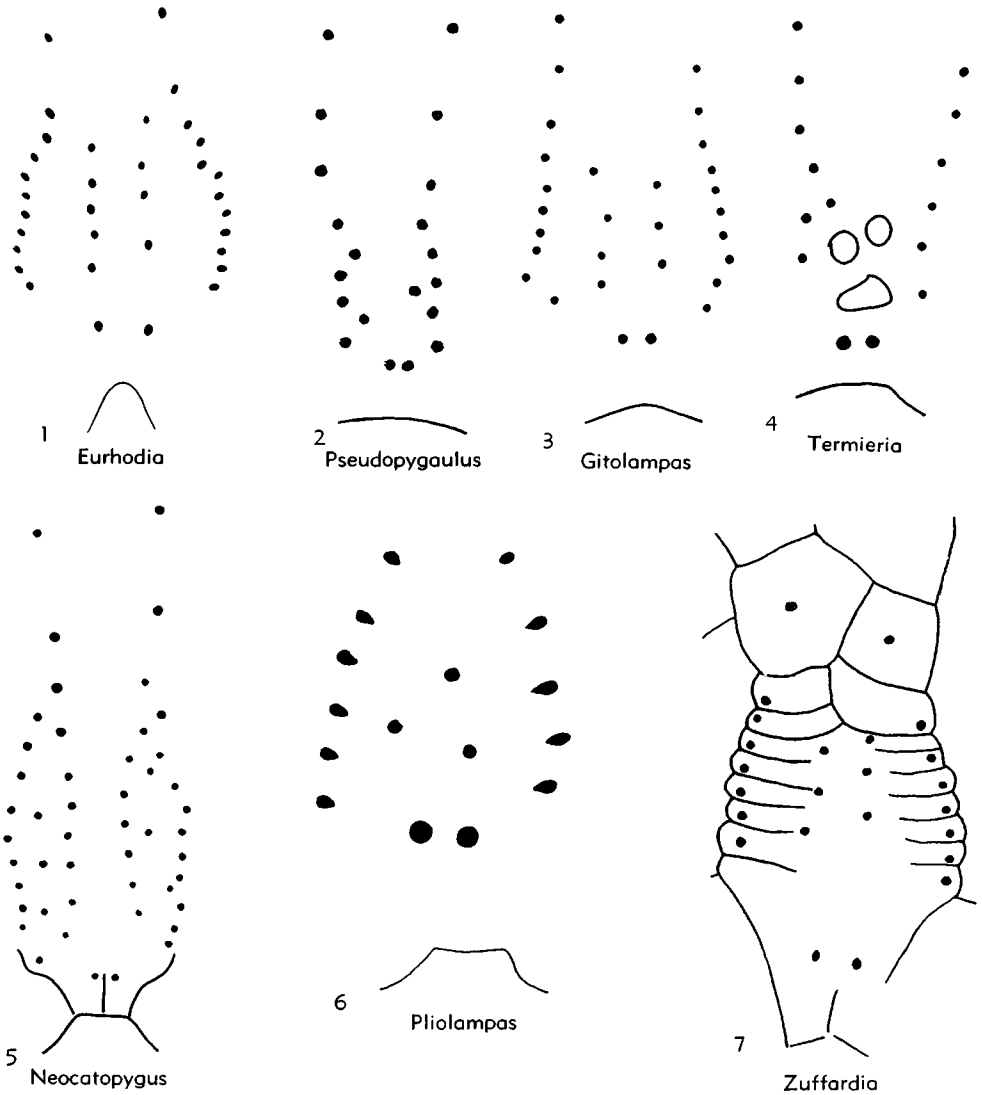 1
Eurhodia
2
Pseudopygaulus
3
Gitolampas
4
Termieria
5
Neocatopygus
6
Pliolampas
7
Zuffardia